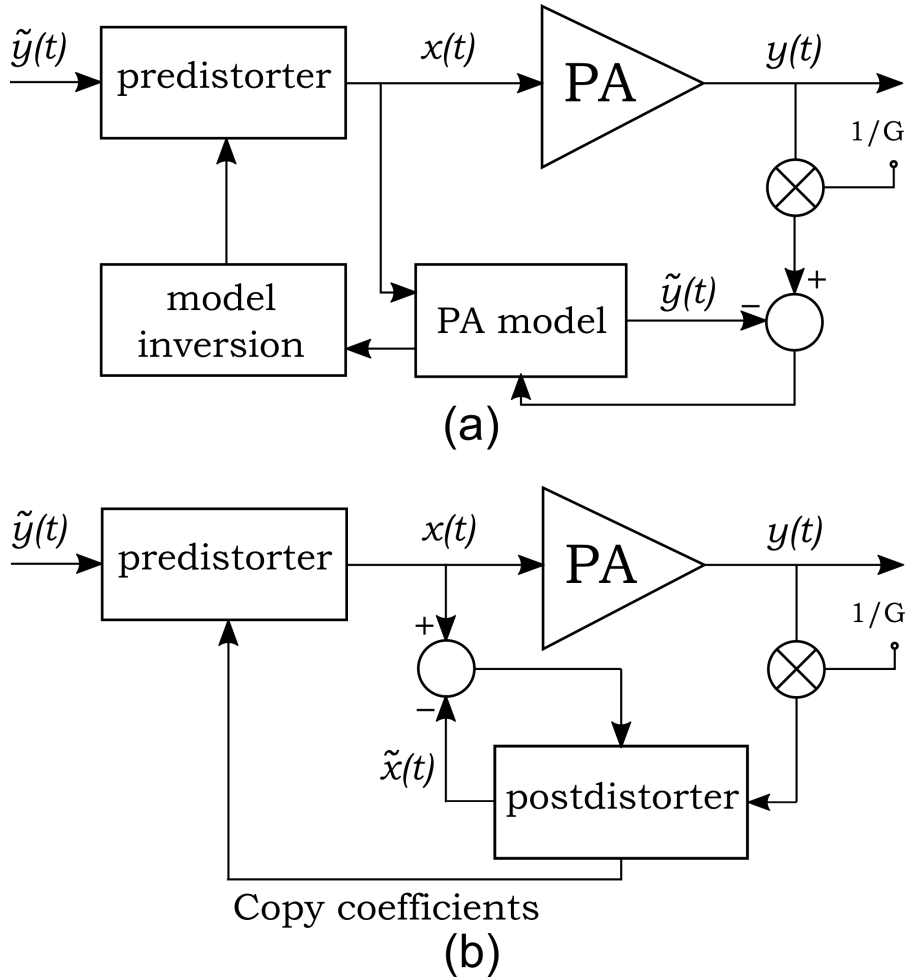 ỹ(t)
predistorter
x(t)
PA
y(t)
1/G
+
model
inversion
PA model
ỹ(t)
−
(a)
ỹ(t)
predistorter
x(t)
PA
y(t)
1/G
+
−
x̃(t)
postdistorter
Copy coefficients
(b)